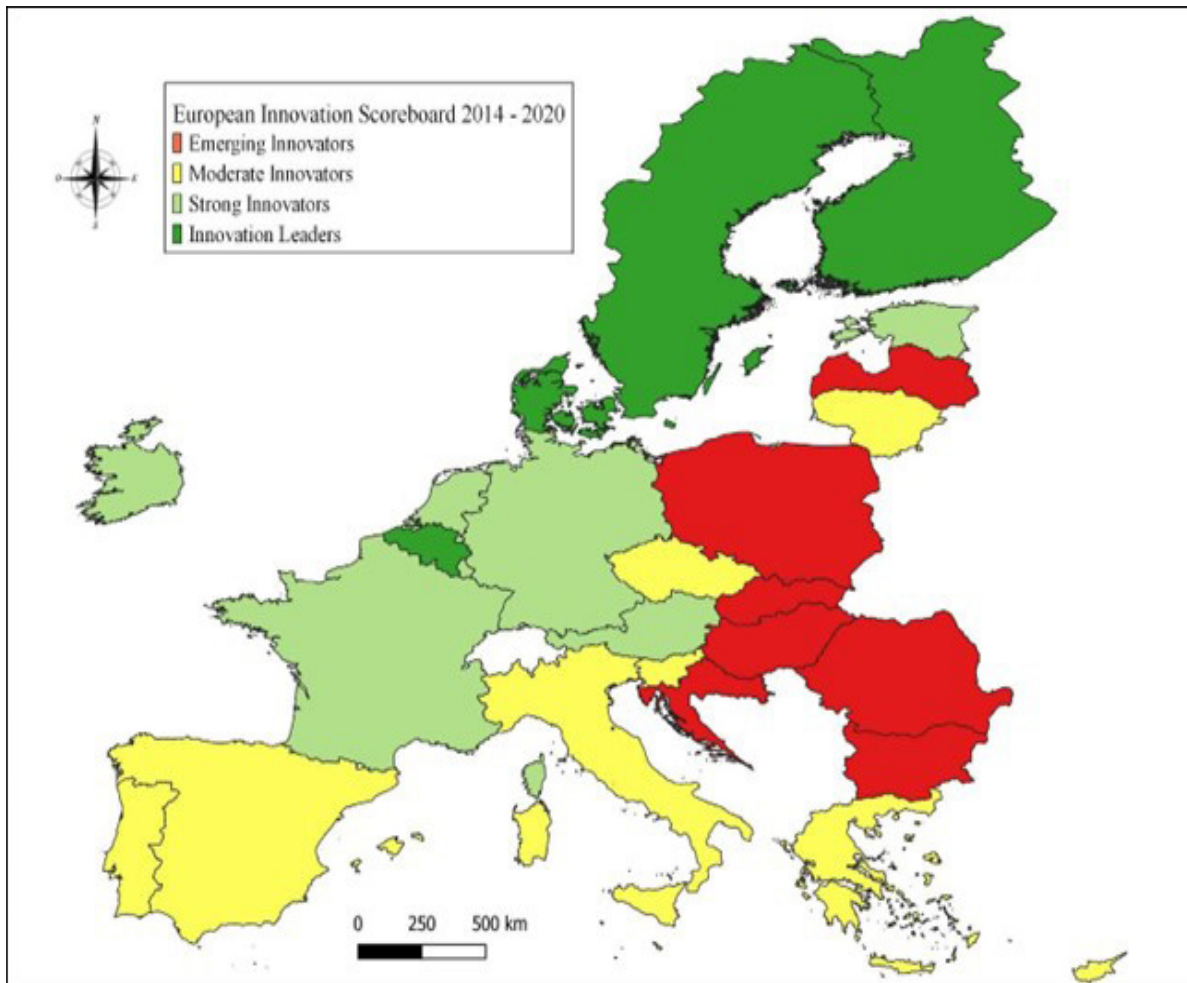 European Innovation Scoreboard 2014 - 2020
Emerging Innovators
Moderate Innovators
Strong Innovators
Innovation Leaders
N
O
E
S
0 250 500 km